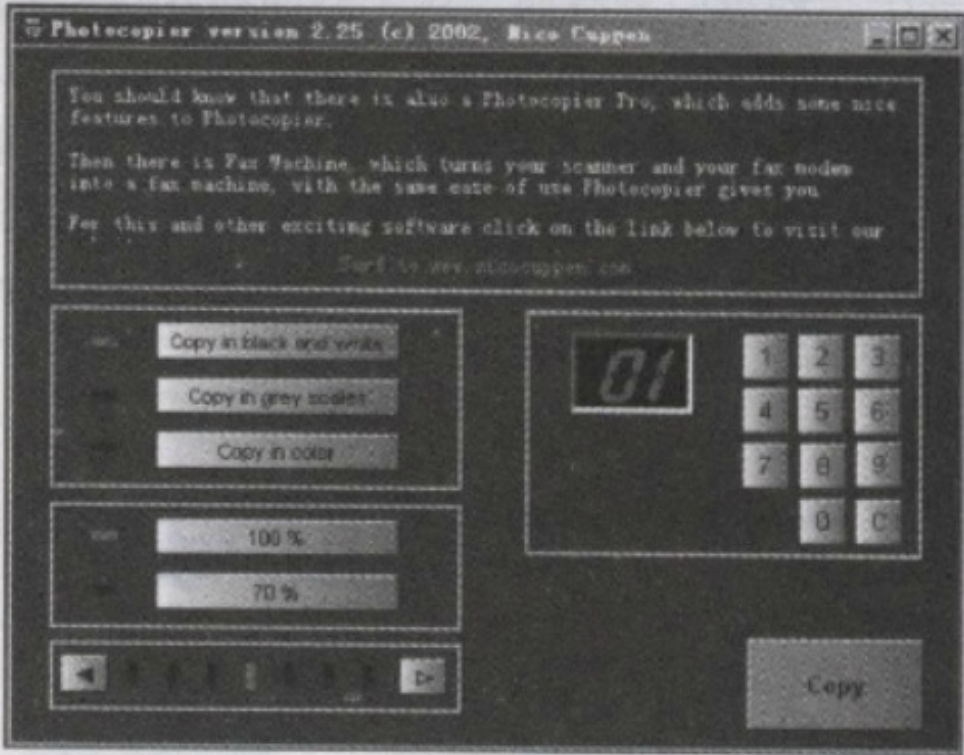 Photocopier version 2.25 (c) 2002, Nico Cuppen
You should know that there is also a Photocopier Pro, which adds some nice
features to Photocopier.
Then there is Fax Machine, which turns your scanner and your fax modem
into a fax machine, with the same ease of use Photocopier gives you
For this and other exciting software click on the link below to visit our
Surf to www.nicocuppen.com
Copy in black and white
Copy in grey scales
Copy in color
100 %
70 %
01
1 2 3
4 5 6
7 8 9
0 C
Copy